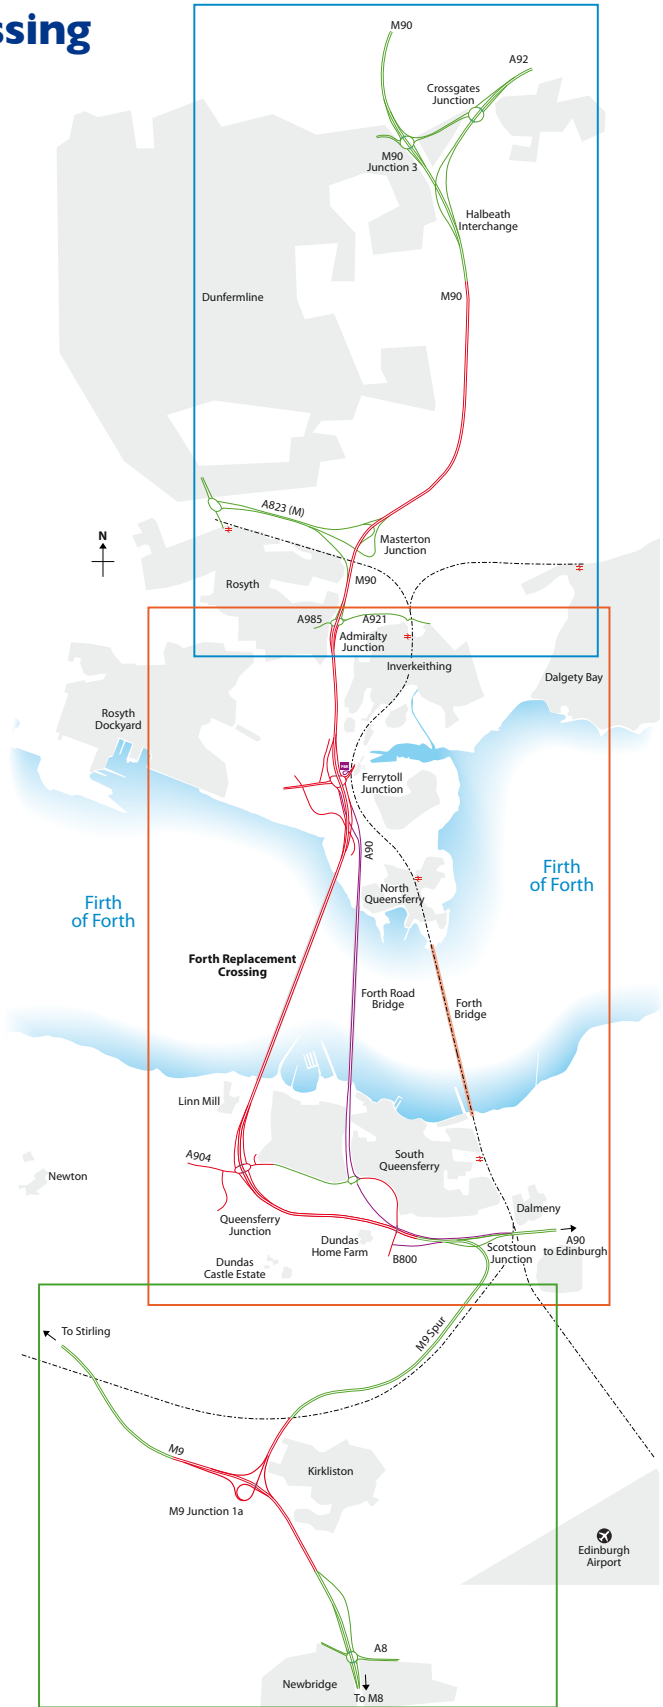 ssing
M90
A92
Crossgates
Junction
M90
Junction 3
Halbeath
Interchange
Dunfermline
M90
A823 (M)
N
Masterton
Junction
Rosyth
M90
A985
A921
Admiralty
Junction
Inverkeithing
Dalgety Bay
Rosyth
Dockyard
Ferrytoll
Junction
A90
Firth
of Forth
North
Queensferry
Firth
of Forth
Forth Replacement
Crossing
Forth Road
Bridge
Forth
Bridge
Linn Mill
A904
South
Queensferry
Newton
Queensferry
Junction
Dalmeny
Dundas
Home Farm
Scotstoun
Junction
A90
to Edinburgh
B800
Dundas
Castle Estate
To Stirling
M9 Spur
M9
Kirkliston
M9 Junction 1a
Edinburgh
Airport
A8
Newbridge
To M8